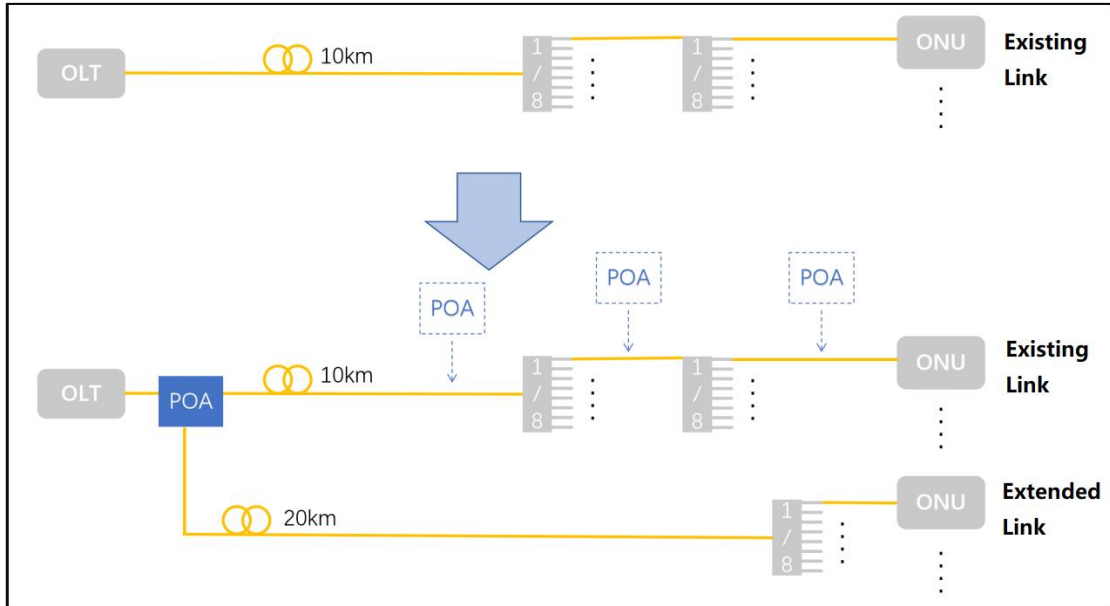 OLT
10km
1
/
8
1
/
8
ONU
Existing
Link
POA
POA
POA
OLT
POA
10km
1
/
8
1
/
8
ONU
Existing
Link
20km
1
/
8
ONU
Extended
Link